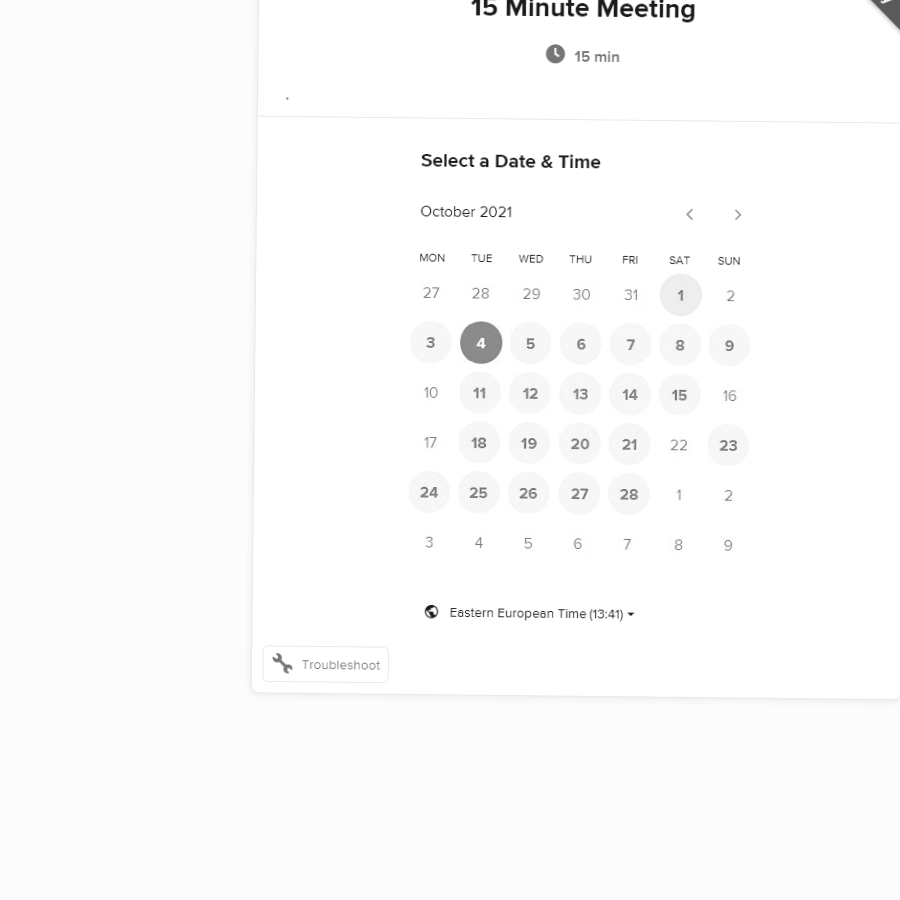 15 Minute Meeting
15 min
.
Select a Date & Time
October 2021
MON TUE WED THU FRI SAT SUN
27 28 29 30 31 1 2
3 4 5 6 7 8 9
10 11 12 13 14 15 16
17 18 19 20 21 22 23
24 25 26 27 28 1 2
3 4 5 6 7 8 9
Eastern European Time (13:41)
Troubleshoot